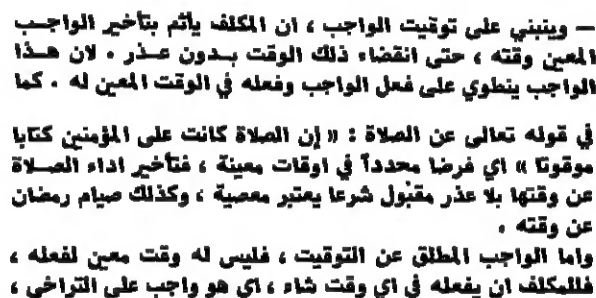 — وينبني على توقيت الواجب ، ان المكلف يأثم بتأخير الواجب
المعين وقته ، حتى انقضاء ذلك الوقت بدون عذر . لان هذا
الواجب ينطوي على فعل الواجب وفعله في الوقت المعين له . كما
في قوله تعالى عن الصلاة : « إن الصلاة كانت على المؤمنين كتابا
موقوتا » اي فرضا محدداً في اوقات معينة ، فتأخير اداء الصلاة
عن وقتها بلا عذر مقبول شرعا يعتبر معصية ، وكذلك صيام رمضان
عن وقته .
واما الواجب المطلق عن التوقيت ، فليس له وقت معين لفعله ،
فللمكلف ان يفعله في اي وقت شاء ، اي هو واجب على التراخي ،